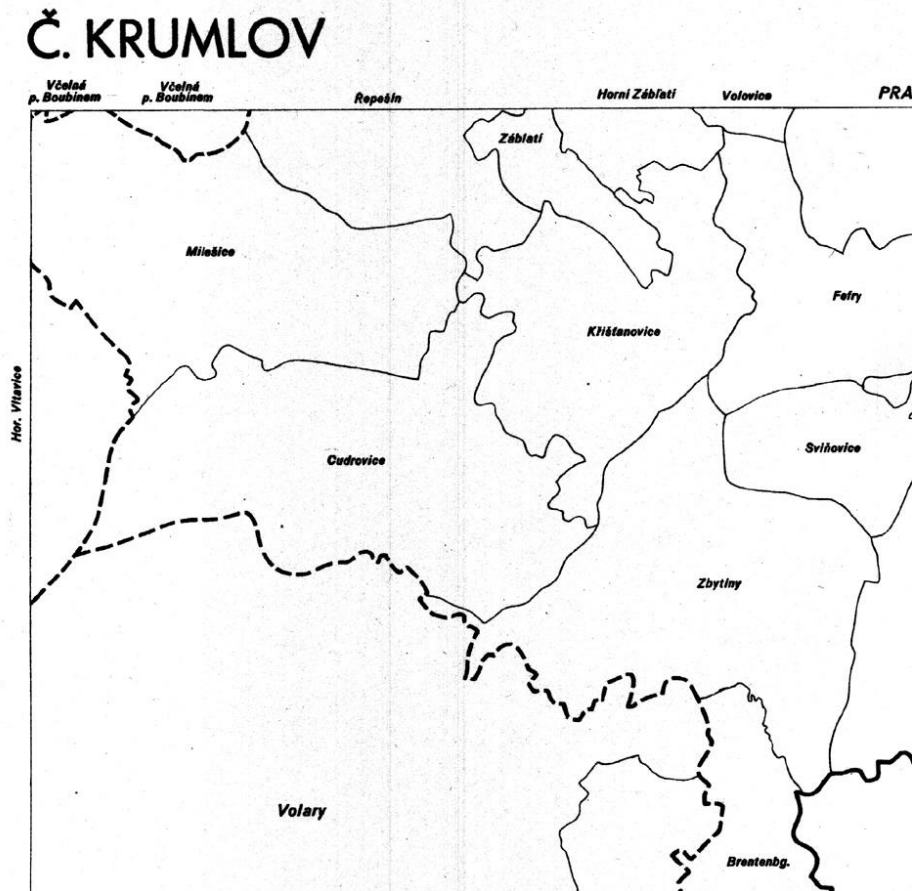 Č. KRUMLOV
Včelná
p. Boubínem
Včelná
p. Boubínem
Řepešín
Horní Záblatí
Volovice
PRA
Záblatí
Milešice
Fefry
Křišťanovice
Hor. Vltavice
Cudrovice
Sviňovice
Zbytiny
Volary
Brentenbg.